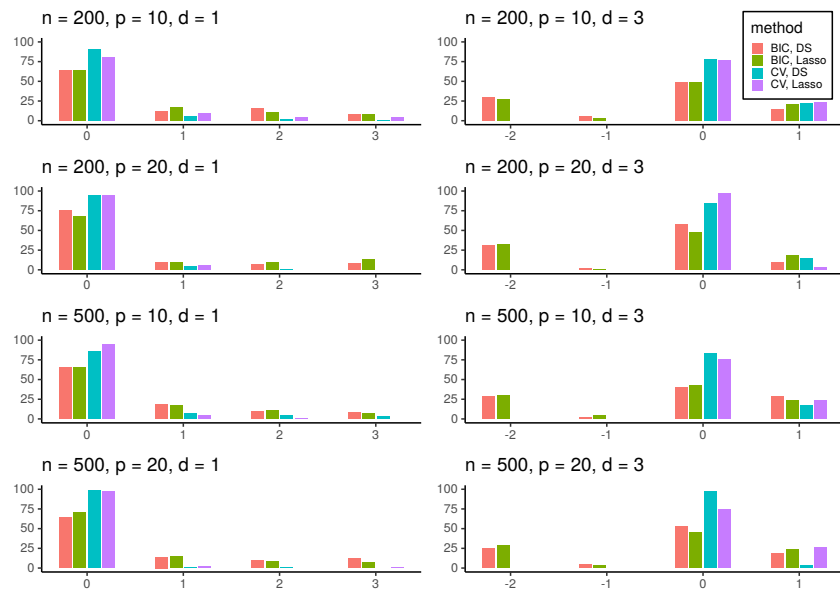 n = 200, p = 10, d = 1
100
75
50
25
0
0 1 2 3
n = 200, p = 10, d = 3
100
75
50
25
0
-2 -1 0 1
method
BIC, DS
BIC, Lasso
CV, DS
CV, Lasso
n = 200, p = 20, d = 1
100
75
50
25
0
0 1 2 3
n = 200, p = 20, d = 3
100
75
50
25
0
-2 -1 0 1
n = 500, p = 10, d = 1
100
75
50
25
0
0 1 2 3
n = 500, p = 10, d = 3
100
75
50
25
0
-2 -1 0 1
n = 500, p = 20, d = 1
100
75
50
25
0
0 1 2 3
n = 500, p = 20, d = 3
100
75
50
25
0
-2 -1 0 1